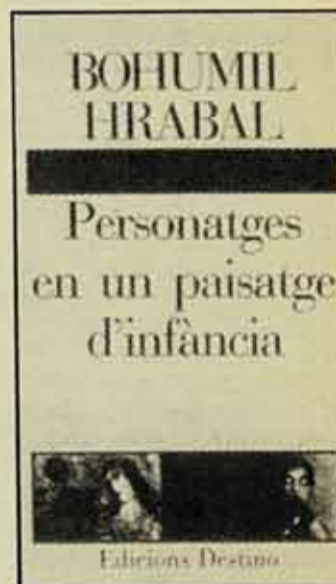 BOHUMIL
HRABAL
Personatges
en un paisatge
d'infància
Edicions Destino